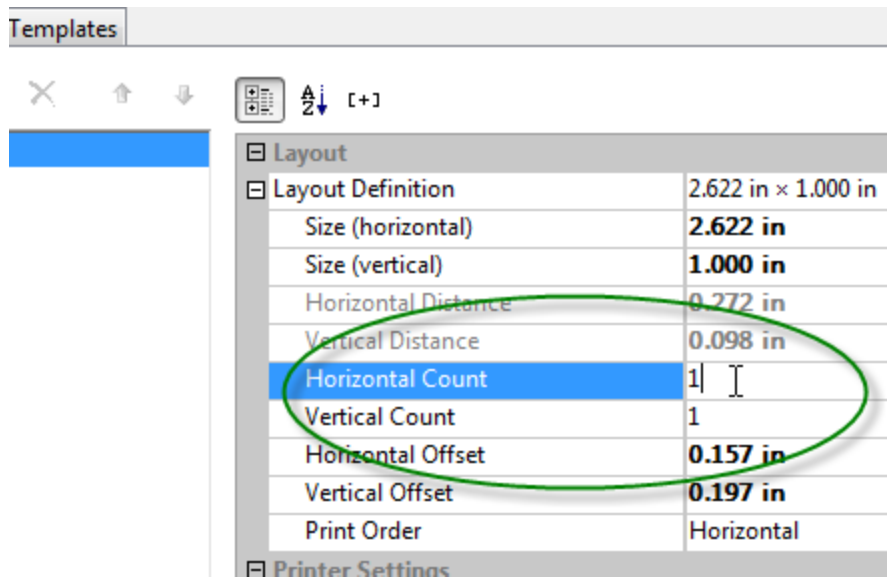 Templates
A
Z
[+]
Layout
Layout Definition 2.622 in × 1.000 in
Size (horizontal) 2.622 in
Size (vertical) 1.000 in
Horizontal Distance 0.272 in
Vertical Distance 0.098 in
Horizontal Count 1
Vertical Count 1
Horizontal Offset 0.157 in
Vertical Offset 0.197 in
Print Order Horizontal
Printer Settings